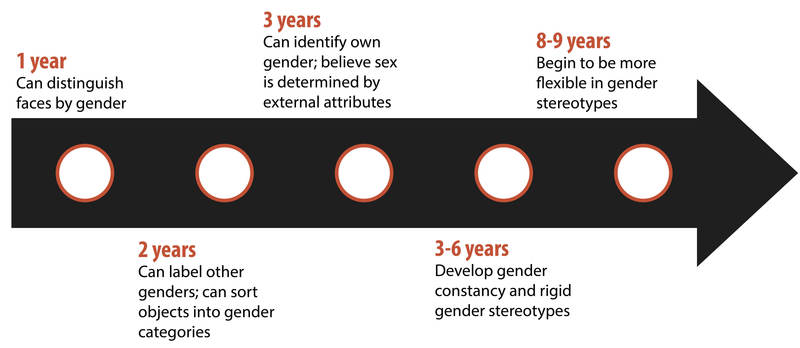 1 year
Can distinguish
faces by gender
2 years
Can label other
genders; can sort
objects into gender
categories
3 years
Can identify own
gender; believe sex
is determined by
external attributes
3-6 years
Develop gender
constancy and rigid
gender stereotypes
8-9 years
Begin to be more
flexible in gender
stereotypes